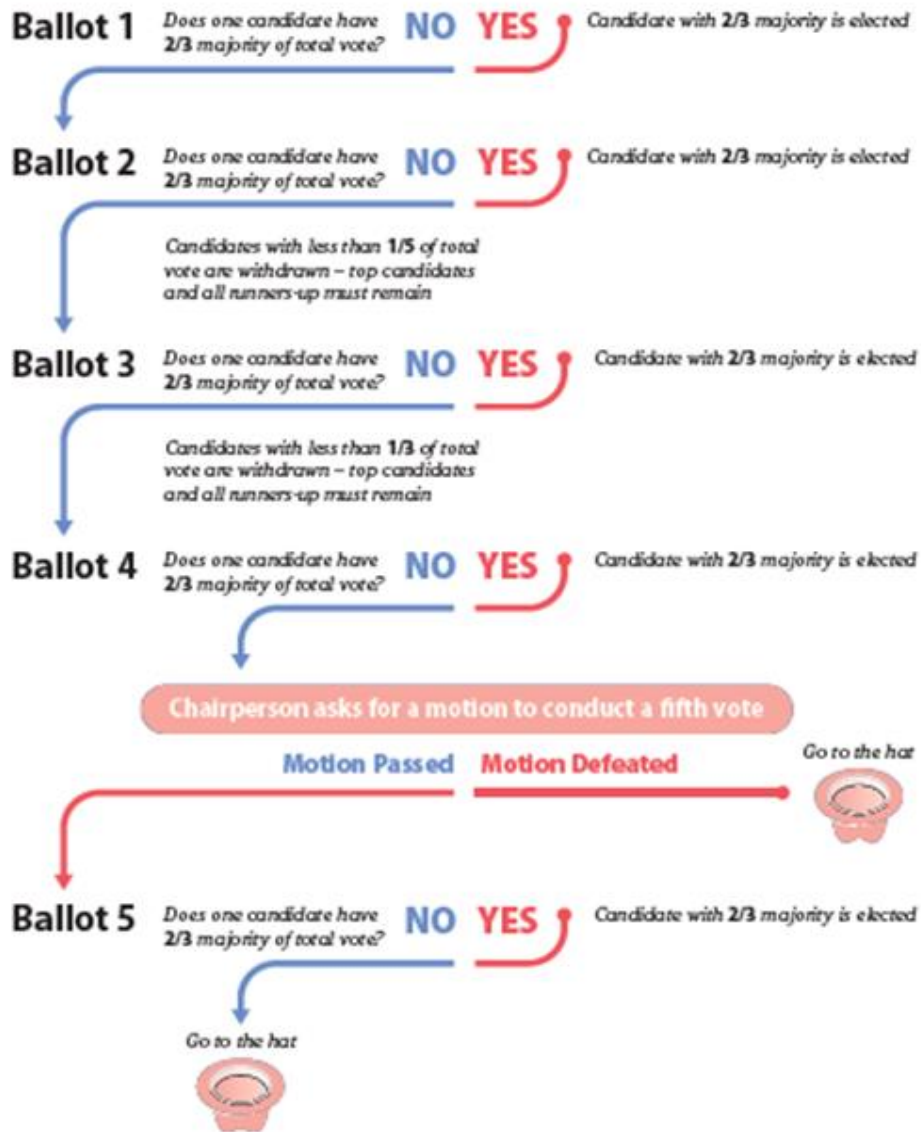 Ballot 1 Does one candidate have NO YES Candidate with 2/3 majority is elected
2/3 majority of total vote?
Ballot 2 Does one candidate have NO YES Candidate with 2/3 majority is elected
2/3 majority of total vote?
Candidates with less than 1/5 of total
vote are withdrawn – top candidates
and all runners-up must remain
Ballot 3 Does one candidate have NO YES Candidate with 2/3 majority is elected
2/3 majority of total vote?
Candidates with less than 1/3 of total
vote are withdrawn – top candidates
and all runners-up must remain
Ballot 4 Does one candidate have NO YES Candidate with 2/3 majority is elected
2/3 majority of total vote?
Chairperson asks for a motion to conduct a fifth vote
Motion Passed Motion Defeated Go to the hat
Ballot 5 Does one candidate have NO YES Candidate with 2/3 majority is elected
2/3 majority of total vote?
Go to the hat